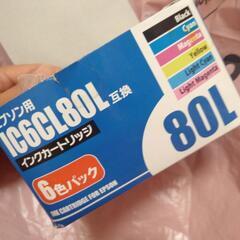 プソン用
IC6CL80L 互換
インクカートリッジ
6色パック
INK CARTRIDGE FOR EPSON
Black
Cyan
Magenta
Yellow
Light Cyan
Light Magenta
80L